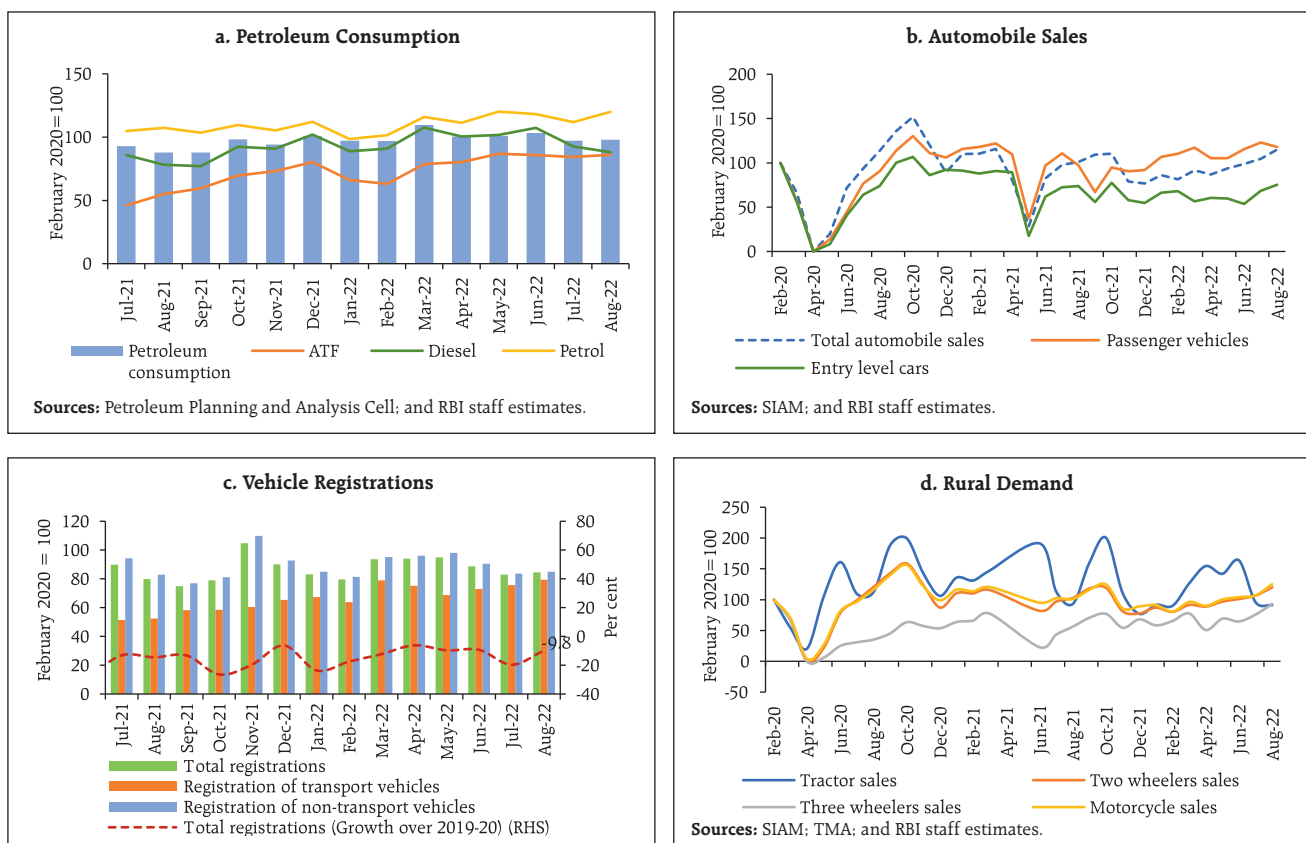 a. Petroleum Consumption
February 2020=100
150
100
50
0
Jul-21
Aug-21
Sep-21
Oct-21
Nov-21
Dec-21
Jan-22
Feb-22
Mar-22
Apr-22
May-22
Jun-22
Jul-22
Aug-22
Petroleum consumption
ATF
Diesel
Petrol
Sources: Petroleum Planning and Analysis Cell; and RBI staff estimates.
b. Automobile Sales
February 2020=100
200
150
100
50
0
Feb-20
Apr-20
Jun-20
Aug-20
Oct-20
Dec-20
Feb-21
Apr-21
Jun-21
Aug-21
Oct-21
Dec-21
Feb-22
Apr-22
Jun-22
Aug-22
Total automobile sales
Passenger vehicles
Entry level cars
Sources: SIAM; and RBI staff estimates.
c. Vehicle Registrations
February 2020 = 100
120
100
80
60
40
20
0
80
60
40
20
0
-20
-40
Per cent
-9.8
Jul-21
Aug-21
Sep-21
Oct-21
Nov-21
Dec-21
Jan-22
Feb-22
Mar-22
Apr-22
May-22
Jun-22
Jul-22
Aug-22
Total registrations
Registration of transport vehicles
Registration of non-transport vehicles
Total registrations (Growth over 2019-20) (RHS)
d. Rural Demand
February 2020=100
250
200
150
100
50
0
-50
Feb-20
Apr-20
Jun-20
Aug-20
Oct-20
Dec-20
Feb-21
Apr-21
Jun-21
Aug-21
Oct-21
Dec-21
Feb-22
Apr-22
Jun-22
Aug-22
Tractor sales
Two wheelers sales
Three wheelers sales
Motorcycle sales
Sources: SIAM; TMA; and RBI staff estimates.